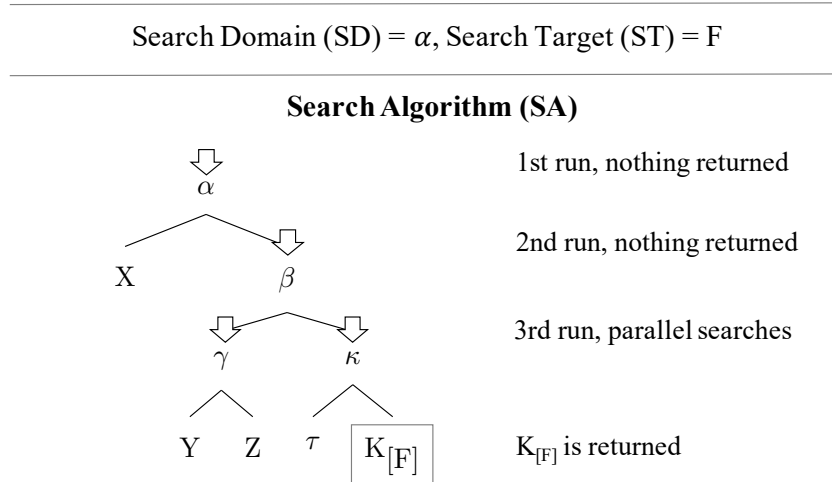 Search Domain (SD) = α, Search Target (ST) = F
Search Algorithm (SA)
α
1st run, nothing returned
X
β
2nd run, nothing returned
γ
κ
3rd run, parallel searches
Y Z τ K[F]
K[F] is returned